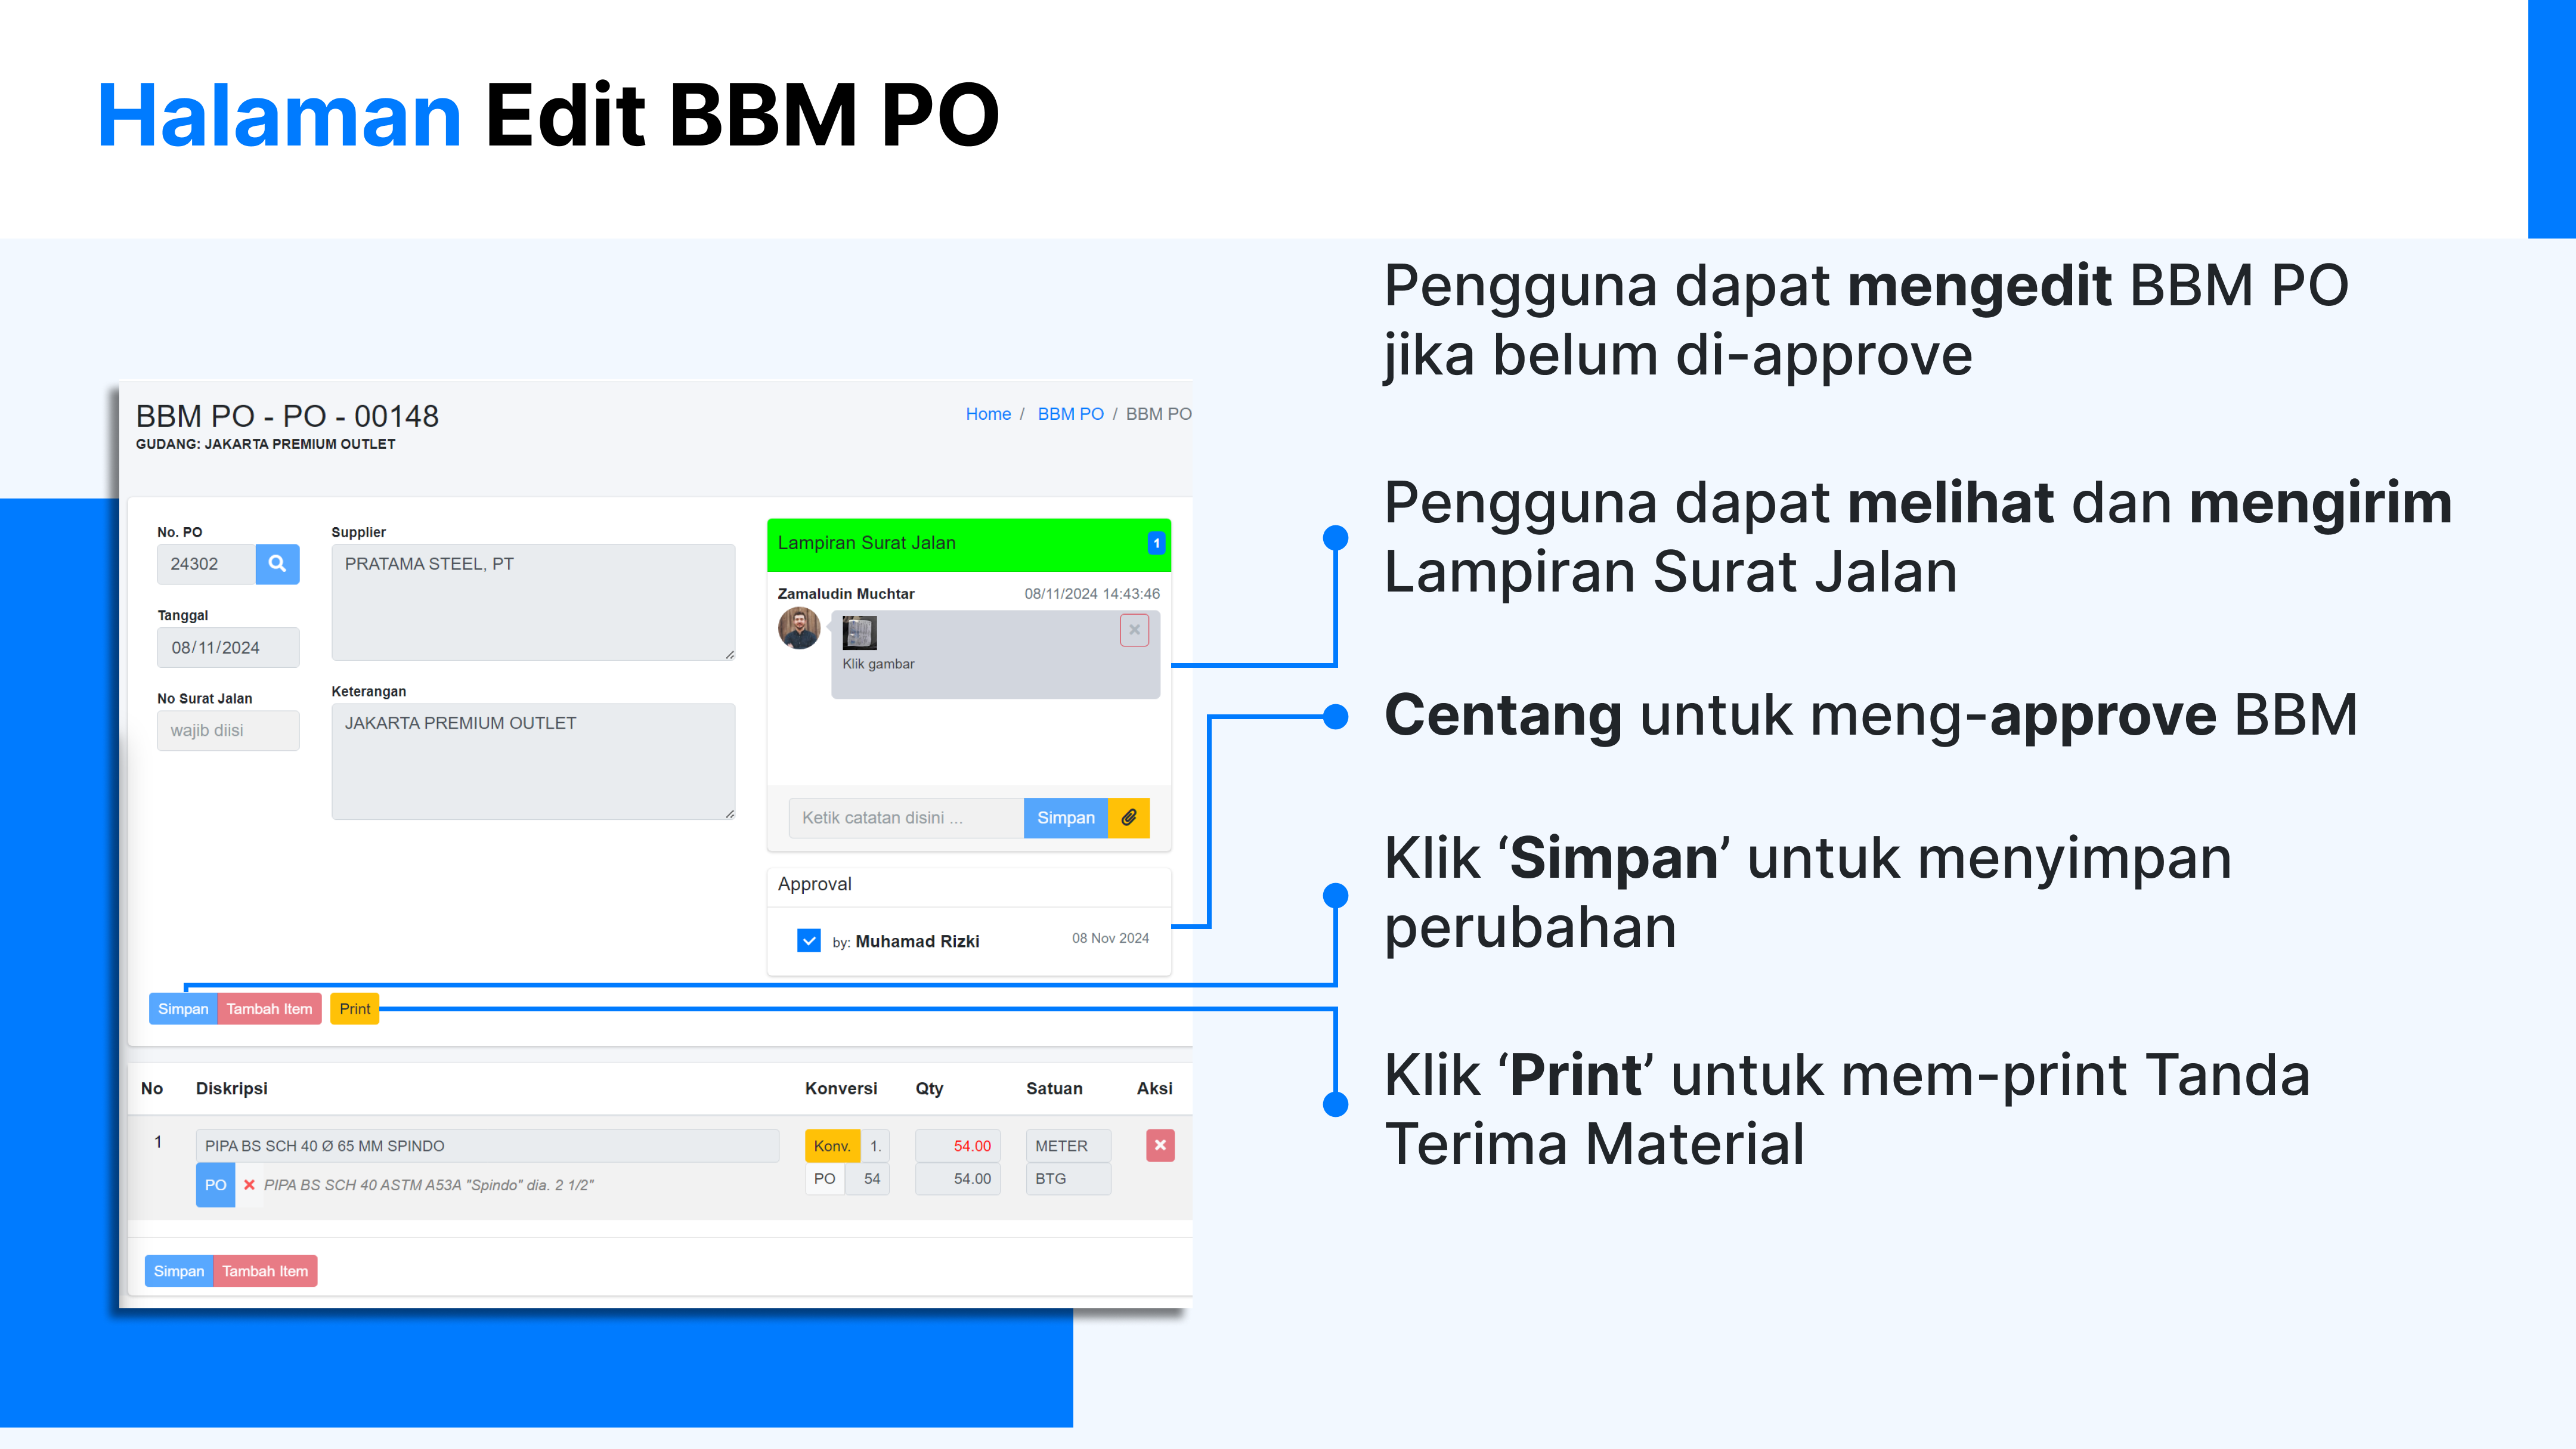 Halaman Edit BBM PO
Pengguna dapat mengedit BBM PO
jika belum di-approve
Pengguna dapat melihat dan mengirim
Lampiran Surat Jalan
Centang untuk meng-approve BBM
Klik ‘Simpan’ untuk menyimpan
perubahan
Klik ‘Print’ untuk mem-print Tanda
Terima Material
BBM PO - PO - 00148
GUDANG: JAKARTA PREMIUM OUTLET
Home / BBM PO / BBM PO
No. PO
24302
Tanggal
08/11/2024
No Surat Jalan
wajib diisi
Supplier
PRATAMA STEEL, PT
Keterangan
JAKARTA PREMIUM OUTLET
Lampiran Surat Jalan 1
Zamaludin Muchtar 08/11/2024 14:43:46
Klik gambar
Ketik catatan disini ... Simpan
Approval
by: Muhamad Rizki 08 Nov 2024
Simpan Tambah Item Print
No Diskripsi Konversi Qty Satuan Aksi
1 PIPA BS SCH 40 Ø 65 MM SPINDO Konv. 1. 54.00 METER
PO PIPA BS SCH 40 ASTM A53A "Spindo" dia. 2 1/2" PO 54 54.00 BTG
Simpan Tambah Item